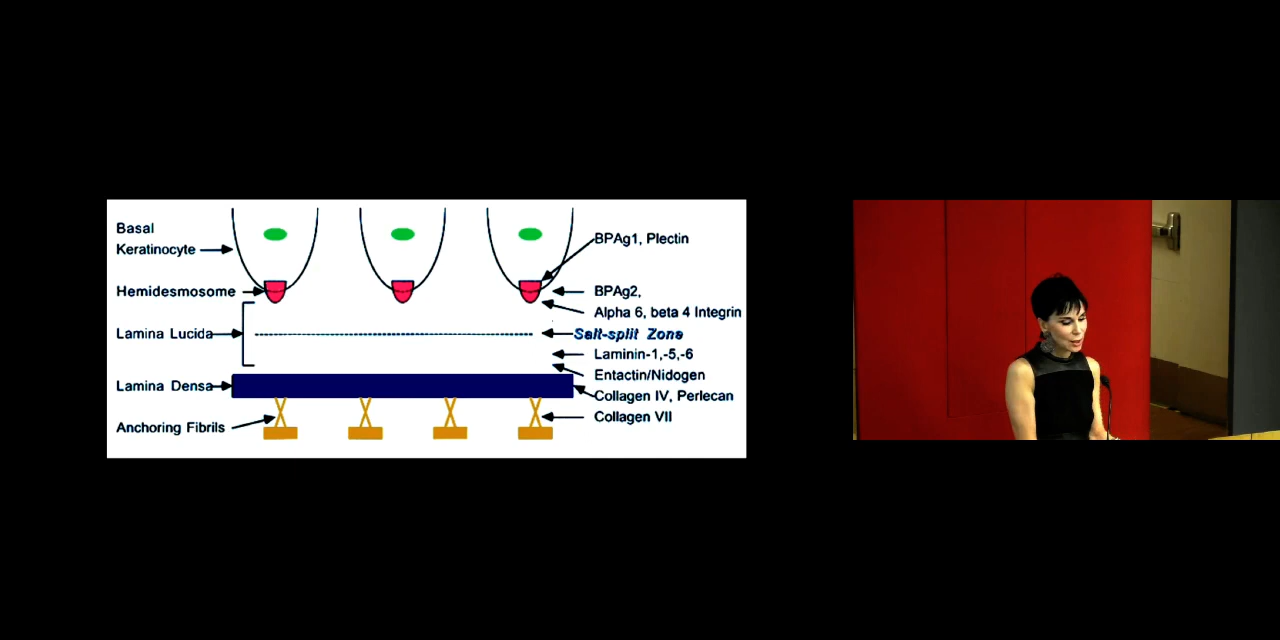 Basal
Keratinocyte
Hemidesmosome
Lamina Lucida
Lamina Densa
Anchoring Fibrils
BPAg1, Plectin
BPAg2,
Alpha 6, beta 4 Integrin
Salt-split Zone
Laminin-1,-5,-6
Entactin/Nidogen
Collagen IV, Perlecan
Collagen VII